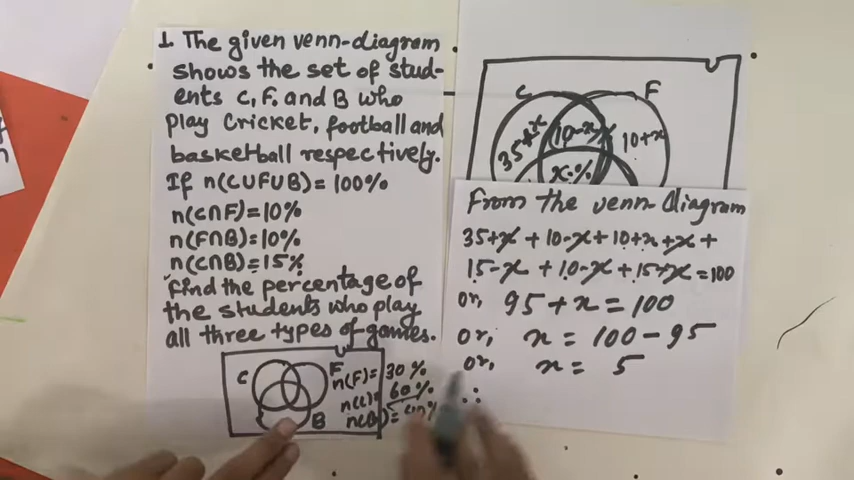 1. The given venn-diagram
shows the set of stud-
ents C, F. and B who
play Cricket, football and
basketball respectively.
If n(C∪F∪B) = 100%
n(C∩F) = 10%
n(F∩B) = 10%
n(C∩B) = 15%
find the percentage of
the students who play
all three types of games.
C
F
B
n(F) = 30%
n(C) = 60%
n(B) =
C
F
35+x
10-x
10+x
x%
From the venn-Diagram
35+x + 10-x + 10+x + x +
15-x + 10-x + 15+x = 100
or, 95 + x = 100
or, x = 100 - 95
or, x = 5
∴